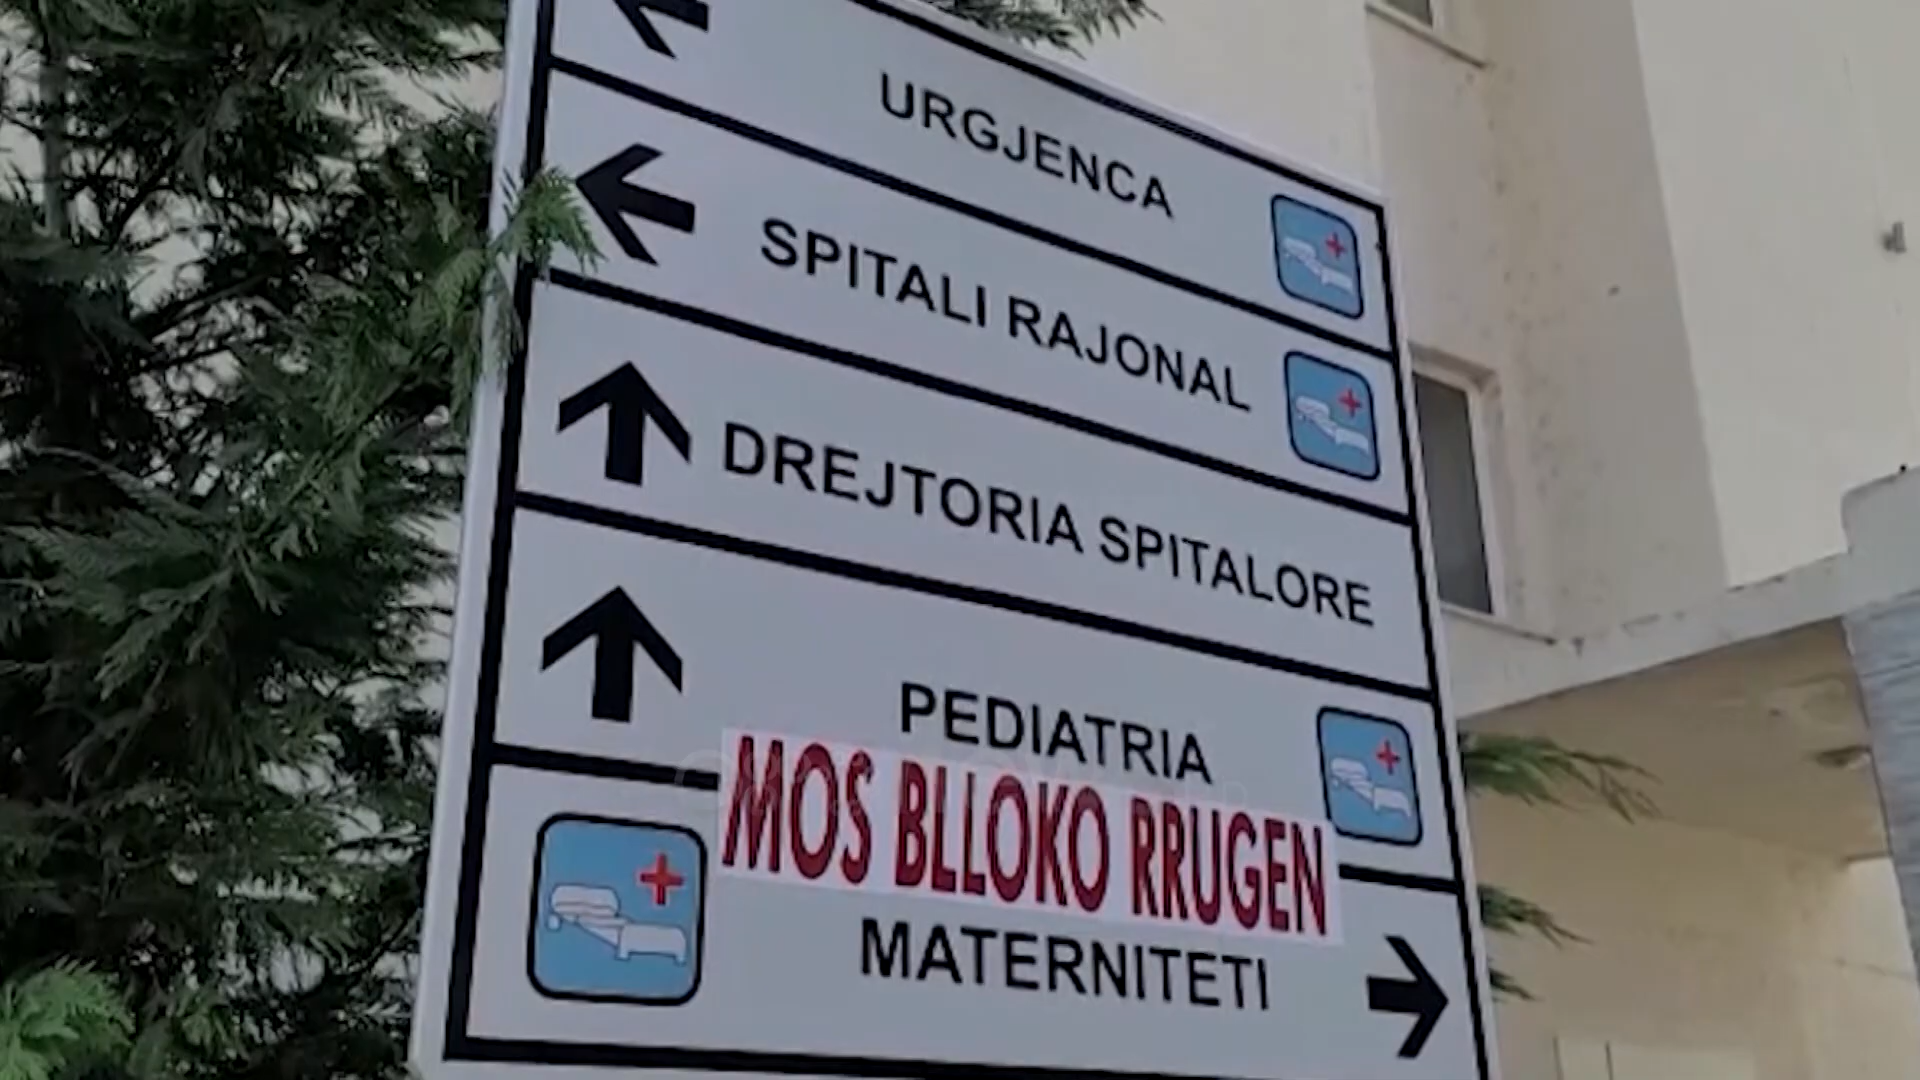 URGJENCA
SPITALI RAJONAL
DREJTORIA SPITALORE
PEDIATRIA
MOS BLLOKO RRUGEN
MATERNITETI